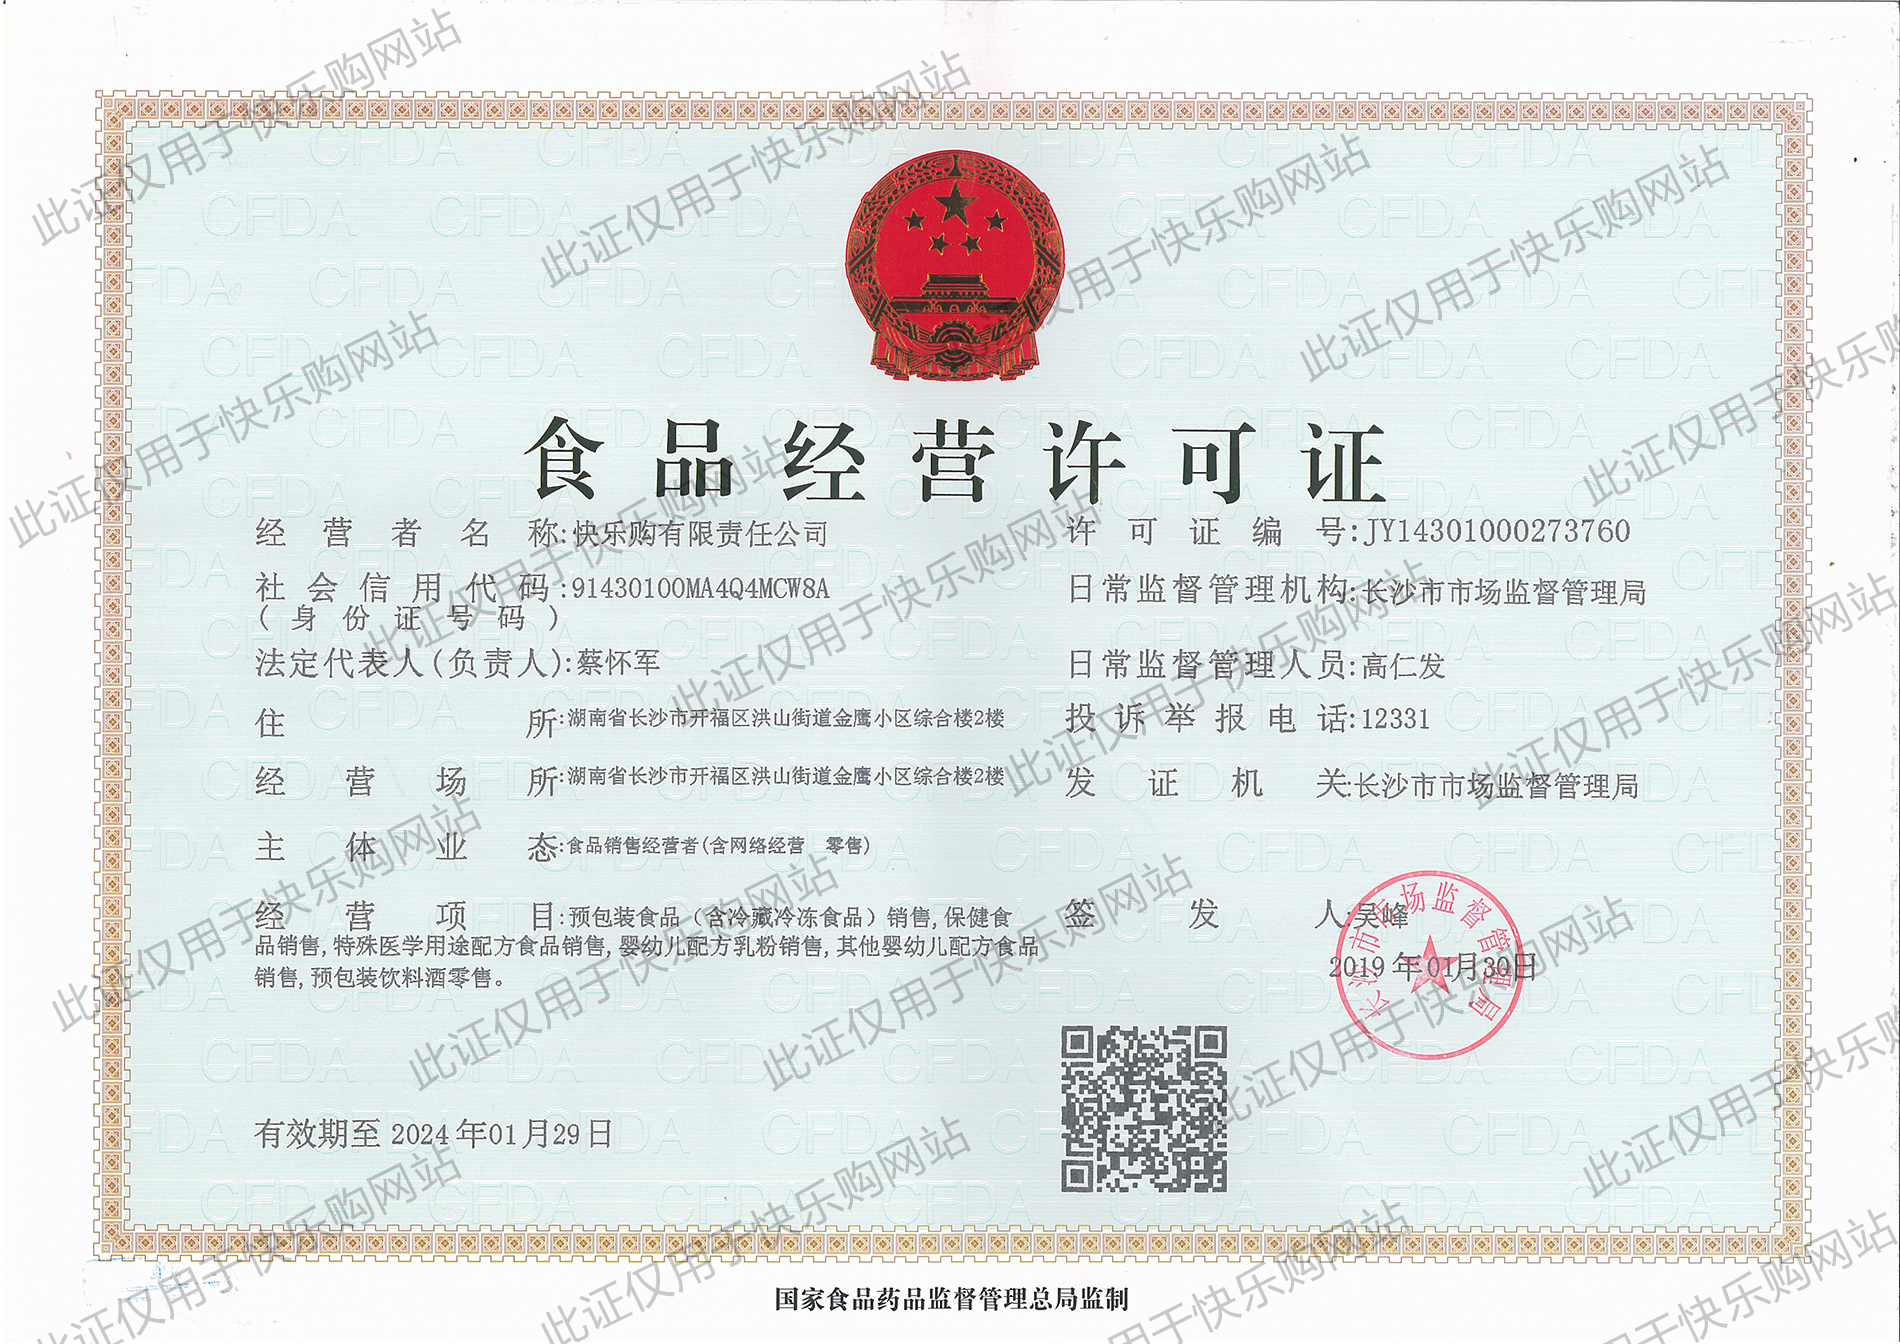 食品经营许可证
经营者名称:快乐购有限责任公司
社会信用代码:91430100MA4Q4MCW8A
(身份证号码)
法定代表人(负责人):蔡怀军
住所:湖南省长沙市开福区洪山街道金鹰小区综合楼2楼
经营场所:湖南省长沙市开福区洪山街道金鹰小区综合楼2楼
主体业态:食品销售经营者(含网络经营 零售)
经营项目:预包装食品（含冷藏冷冻食品）销售,保健食
品销售,特殊医学用途配方食品销售,婴幼儿配方乳粉销售,其他婴幼儿配方食品
销售,预包装饮料酒零售。
有效期至 2024 年01 月29 日
许可证编号:JY14301000273760
日常监督管理机构:长沙市市场监督管理局
日常监督管理人员:高仁发
投诉举报电话:12331
发证机关:长沙市市场监督管理局
签发人:吴峰
2019 年 01月30日
长沙市市场监督管理局
国家食品药品监督管理总局监制
此证仅用于快乐购网站
CFDA